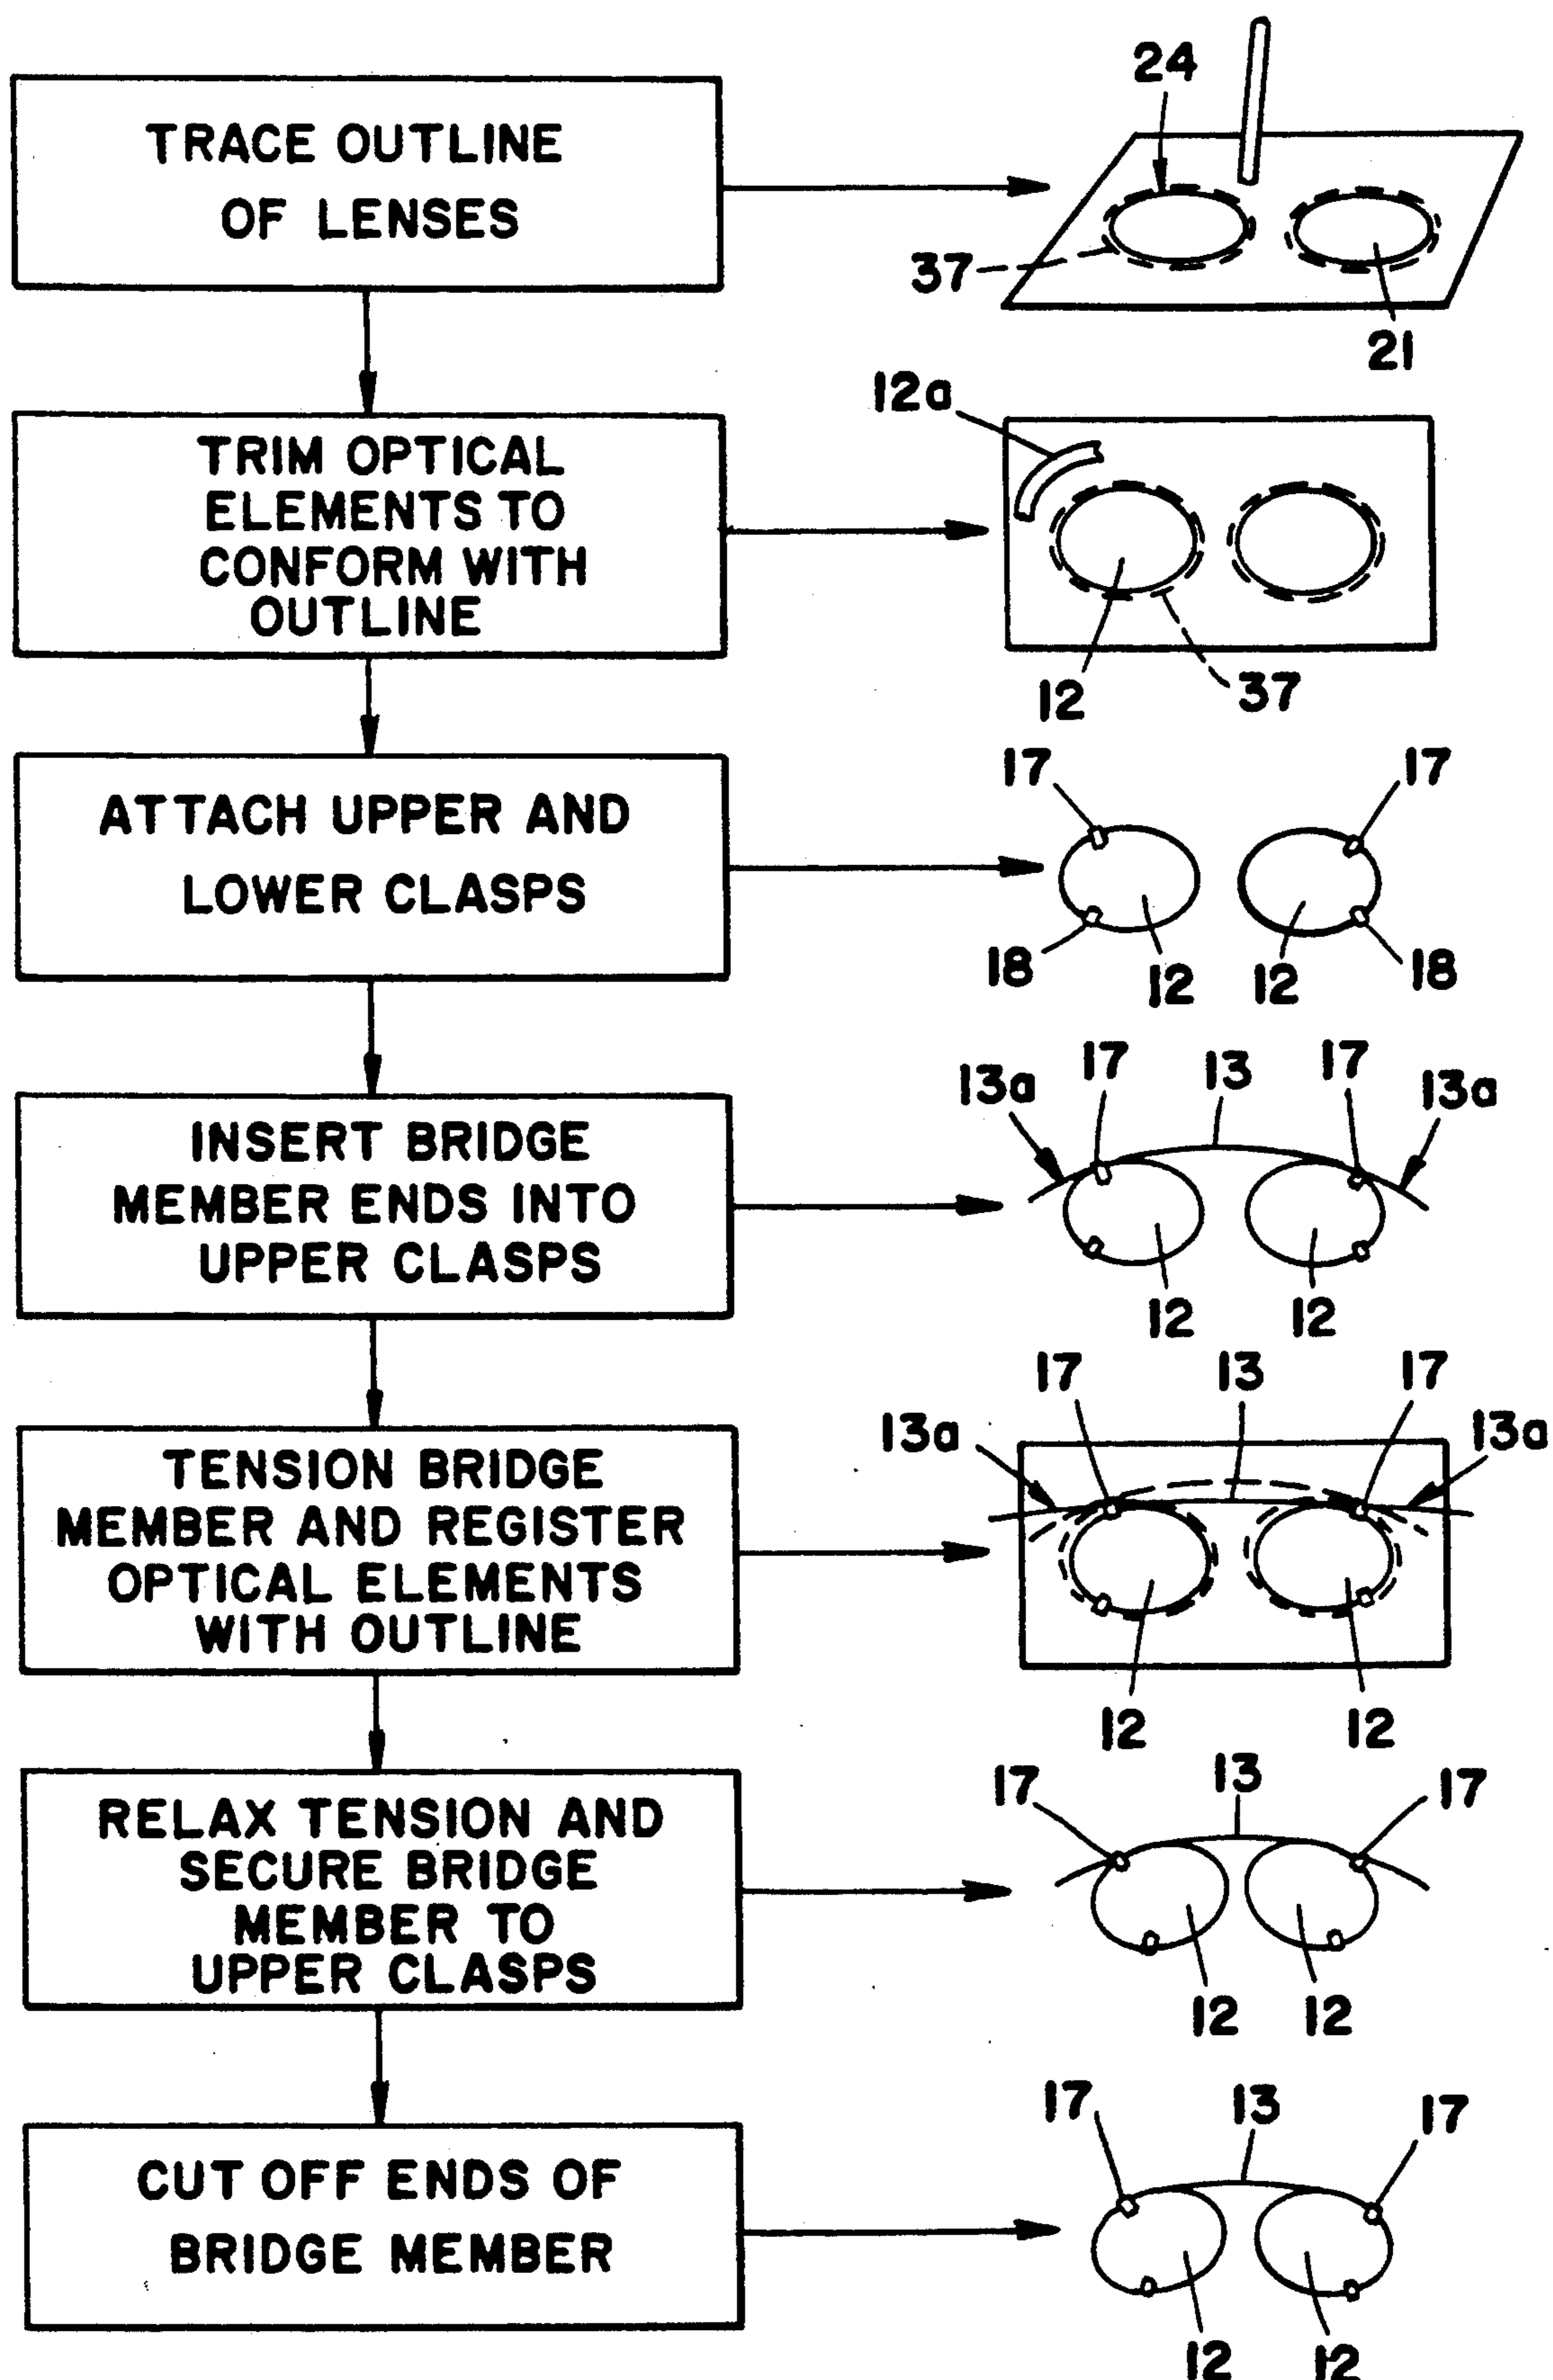 TRACE OUTLINE
OF LENSES
24
37
21
TRIM OPTICAL
ELEMENTS TO
CONFORM WITH
OUTLINE
12a
12
37
ATTACH UPPER AND
LOWER CLASPS
17
17
18
12
12
18
INSERT BRIDGE
MEMBER ENDS INTO
UPPER CLASPS
13a
17
13
17
13a
12
12
TENSION BRIDGE
MEMBER AND REGISTER
OPTICAL ELEMENTS
WITH OUTLINE
17
13
17
13a
13a
12
12
RELAX TENSION AND
SECURE BRIDGE
MEMBER TO
UPPER CLASPS
17
13
17
12
12
CUT OFF ENDS OF
BRIDGE MEMBER
17
13
17
12
12